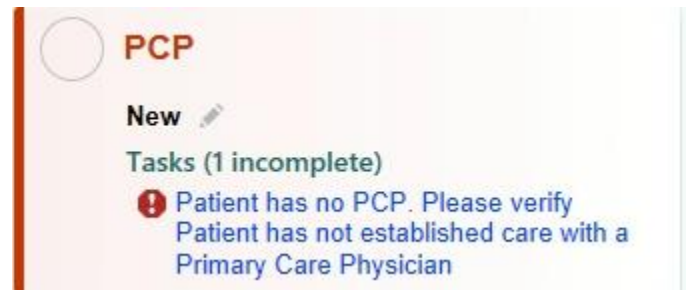 PCP
New
Tasks (1 incomplete)
Patient has no PCP. Please verify
Patient has not established care with a
Primary Care Physician